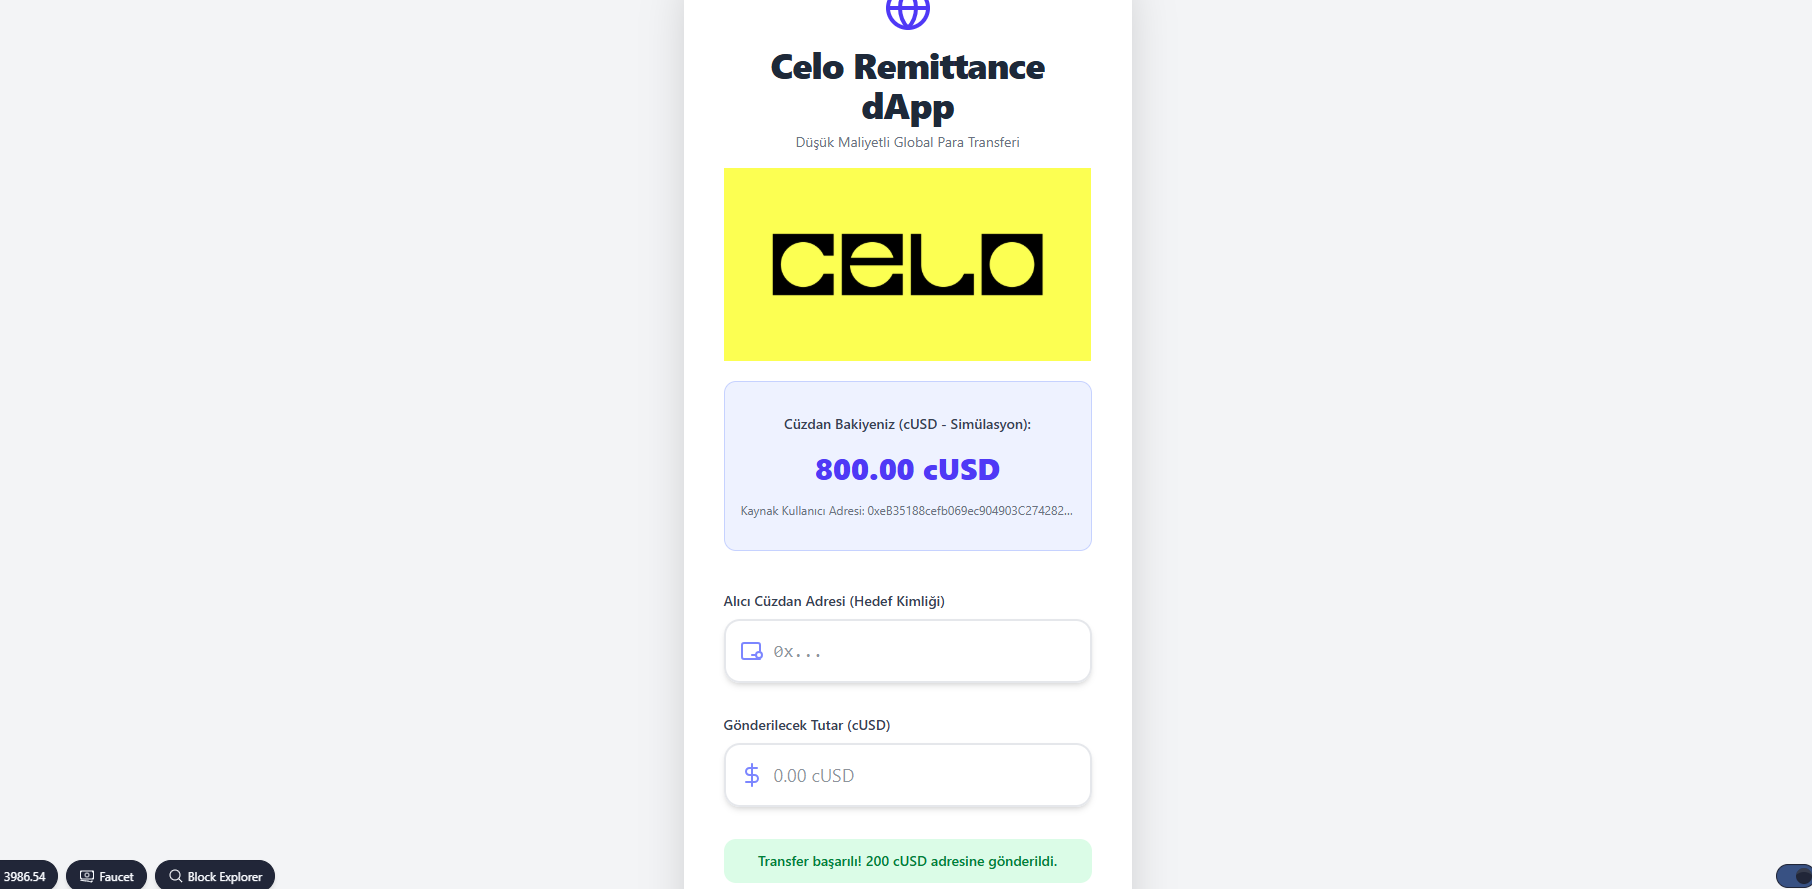 Celo Remittance
dApp
Düşük Maliyetli Global Para Transferi
celo
Cüzdan Bakiyeniz (cUSD - Simülasyon):
800.00 cUSD
Kaynak Kullanıcı Adresi: 0xeB35188cefb069ec904903C274282...
Alıcı Cüzdan Adresi (Hedef Kimliği)
0x...
Gönderilecek Tutar (cUSD)
$ 0.00 cUSD
Transfer başarılı! 200 cUSD adresine gönderildi.
3986.54 Faucet Block Explorer